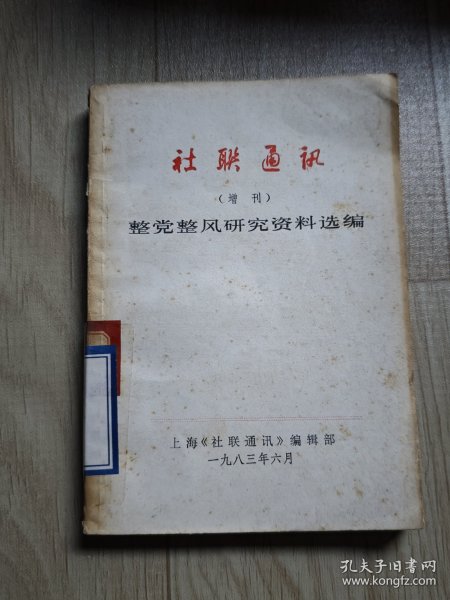 社联通讯
（增刊）
整党整风研究资料选编
上海《社联通讯》编辑部
一九八三年六月
孔夫子旧书网
www.kongfz.com